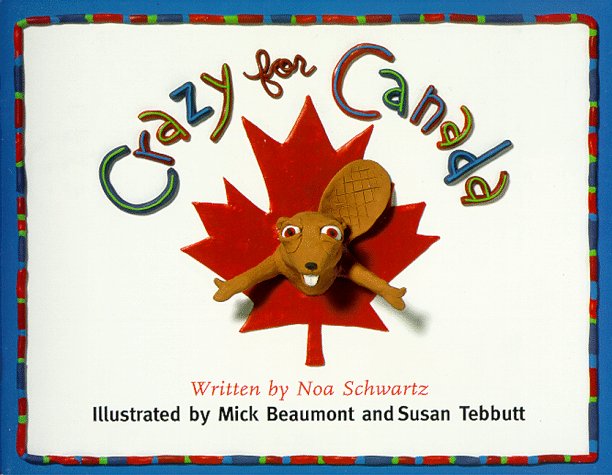 Crazy for Canada
Written by Noa Schwartz
Illustrated by Mick Beaumont and Susan Tebbutt